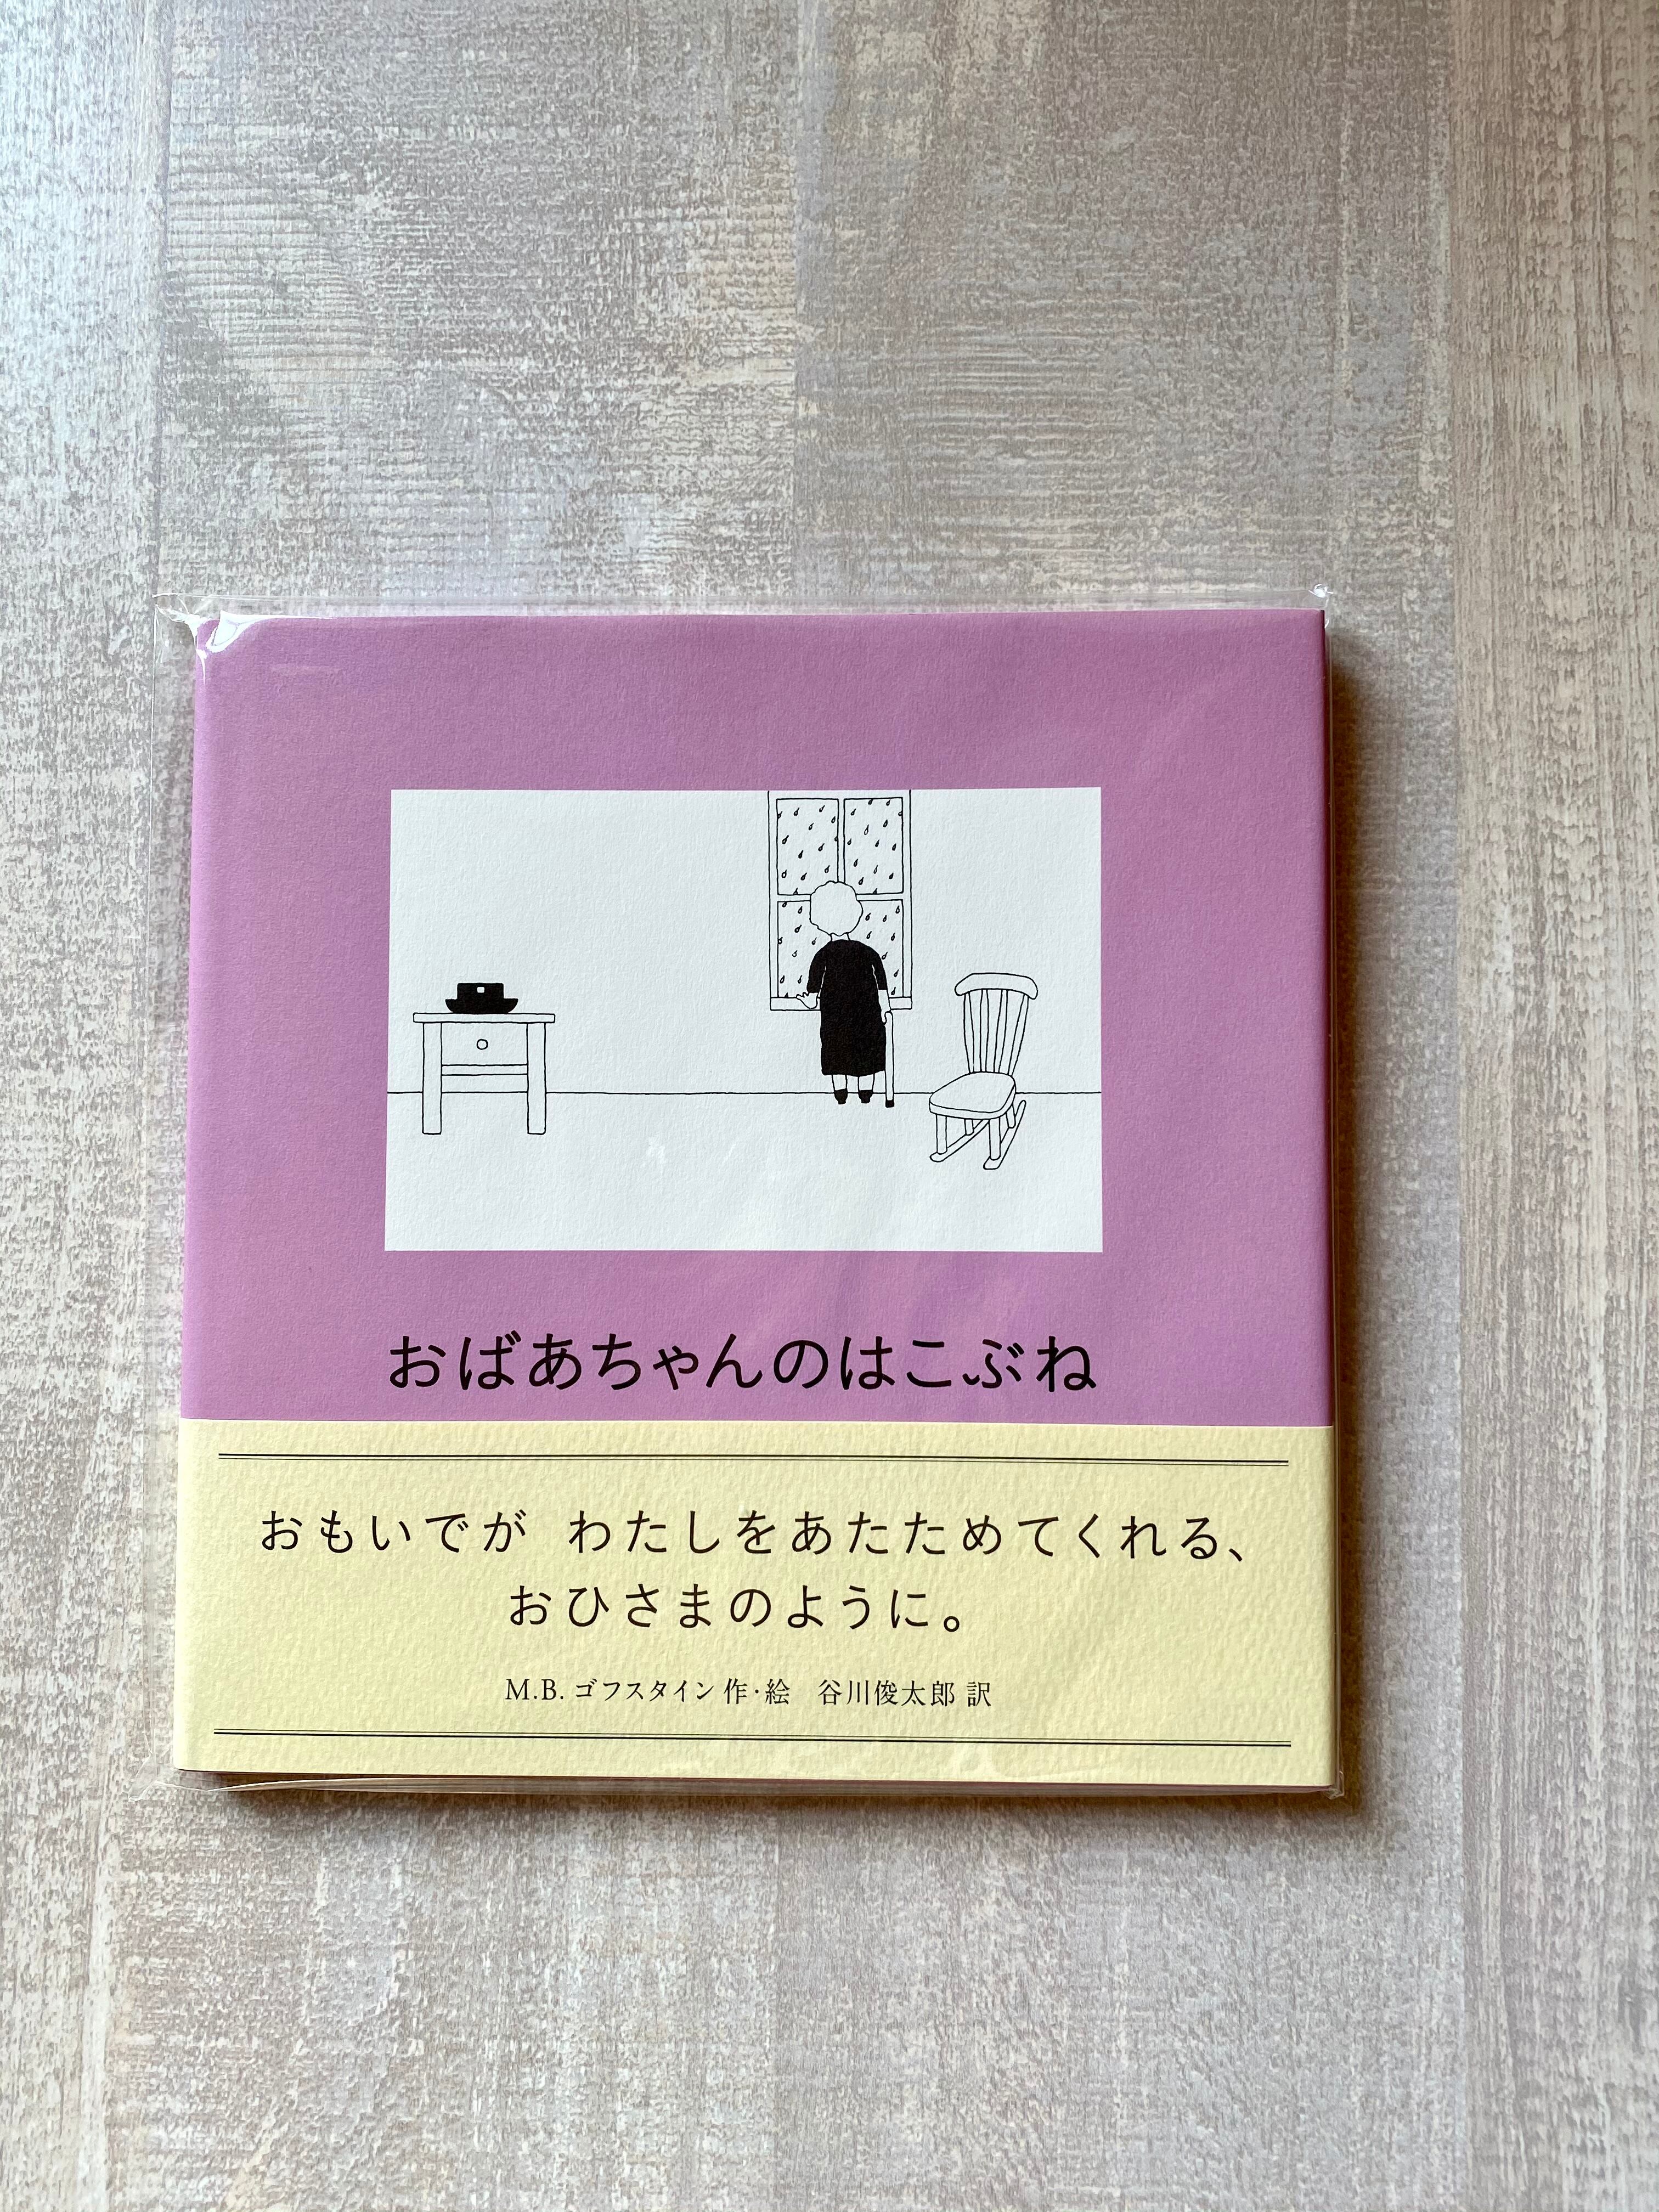 おばあちゃんのはこぶね
おもいでが わたしをあたためてくれる、
おひさまのように。
M.B. ゴフスタイン 作・絵 谷川俊太郎 訳